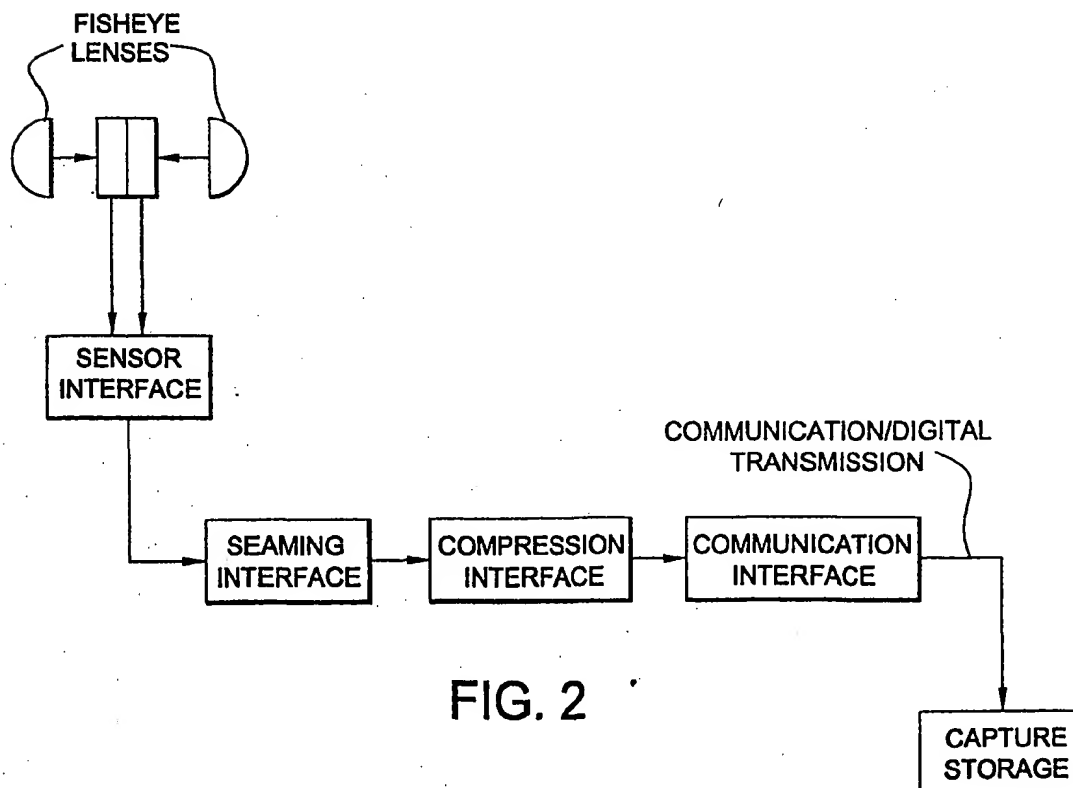 FISHEYE
LENSES
SENSOR
INTERFACE
COMMUNICATION/DIGITAL
TRANSMISSION
SEAMING
INTERFACE
COMPRESSION
INTERFACE
COMMUNICATION
INTERFACE
FIG. 2
CAPTURE
STORAGE